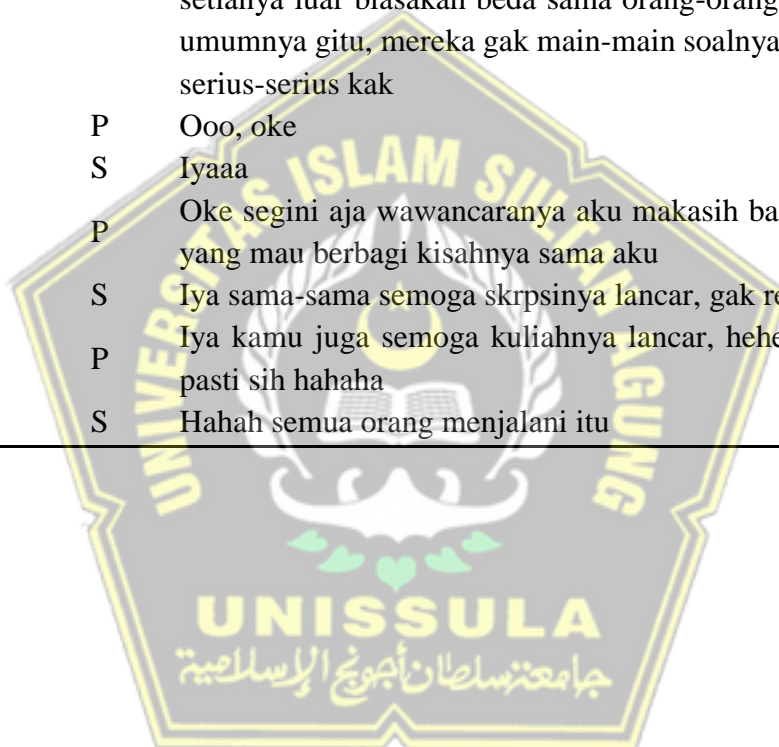 setianya luar biasakan beda sama orang-orang
umumnya gitu, mereka gak main-main soalnya
serius-serius kak
P Ooo, oke
S Iyaaa
P Oke segini aja wawancaranya aku makasih
yang mau berbagi kisahnya sama aku
S Iya sama-sama semoga skrpsinya lancar, gak
P Iya kamu juga semoga kuliahnya lancar,
pasti sih hahaha
S Hahah semua orang menjalani itu
UNIVERSITAS ISLAM SULTAN AGUNG
UNISSULA
جامعة سلطان أجونج الإسلامية